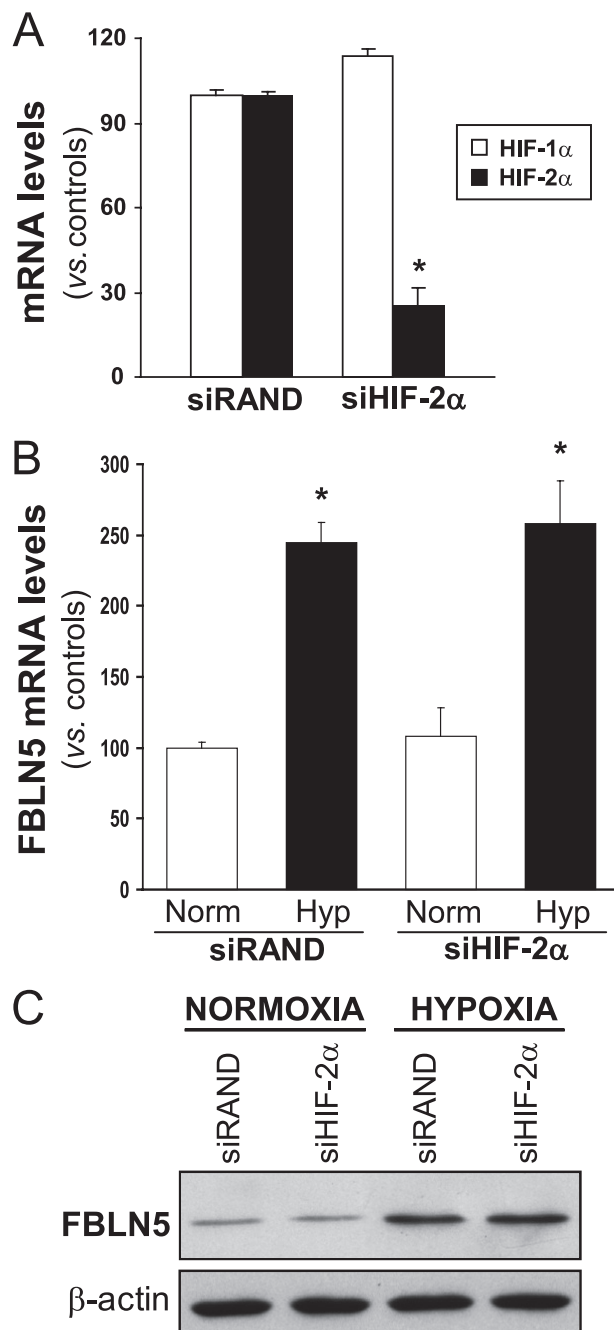 A
mRNA levels
(vs. controls)
120
90
60
30
0
HIF-1α
HIF-2α
*
siRAND
siHIF-2α
B
FBLN5 mRNA levels
(vs. controls)
300
250
200
150
100
50
0
*
*
Norm
Hyp
Norm
Hyp
siRAND
siHIF-2α
C
NORMOXIA
HYPOXIA
siRAND
siHIF-2α
siRAND
siHIF-2α
FBLN5
β-actin